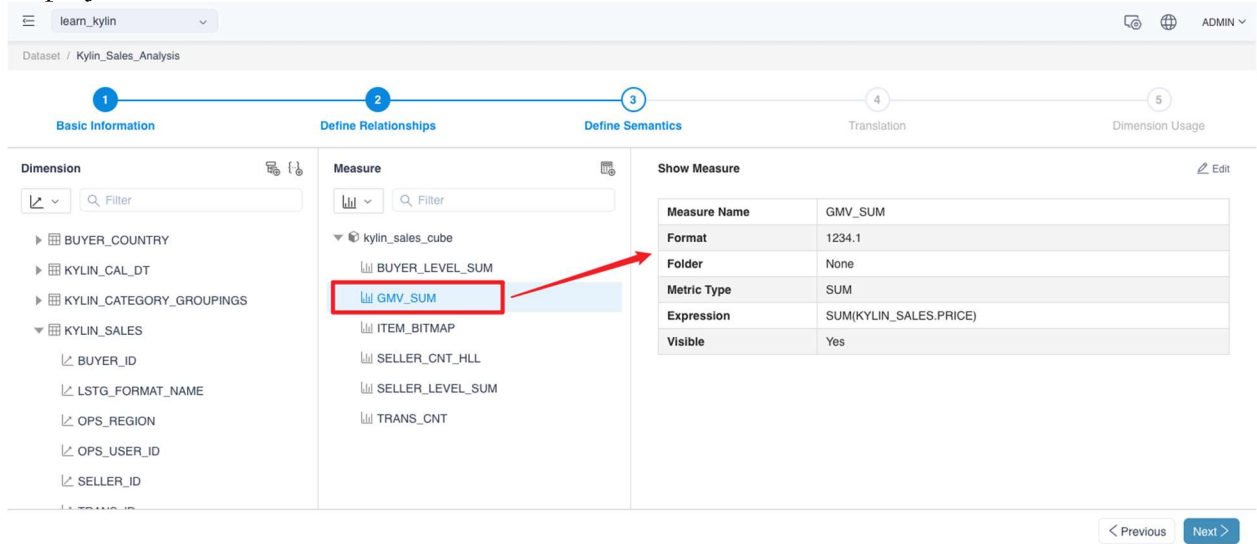 learn_kylin
ADMIN
Dataset / Kylin_Sales_Analysis
1 2 3 4 5
Basic Information Define Relationships Define Semantics Translation Dimension Usage
Dimension
Filter
BUYER_COUNTRY
KYLIN_CAL_DT
KYLIN_CATEGORY_GROUPINGS
KYLIN_SALES
BUYER_ID
LSTG_FORMAT_NAME
OPS_REGION
OPS_USER_ID
SELLER_ID
Measure
Filter
kylin_sales_cube
BUYER_LEVEL_SUM
GMV_SUM
ITEM_BITMAP
SELLER_CNT_HLL
SELLER_LEVEL_SUM
TRANS_CNT
Show Measure
Edit
Measure Name GMV_SUM
Format 1234.1
Folder None
Metric Type SUM
Expression SUM(KYLIN_SALES.PRICE)
Visible Yes
< Previous
Next >